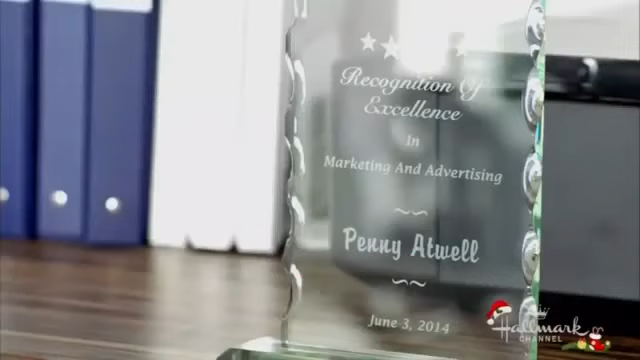 Recognition Of
Excellence
In
Marketing And Advertising
Penny Atwell
June 3, 2014
Hallmark
CHANNEL